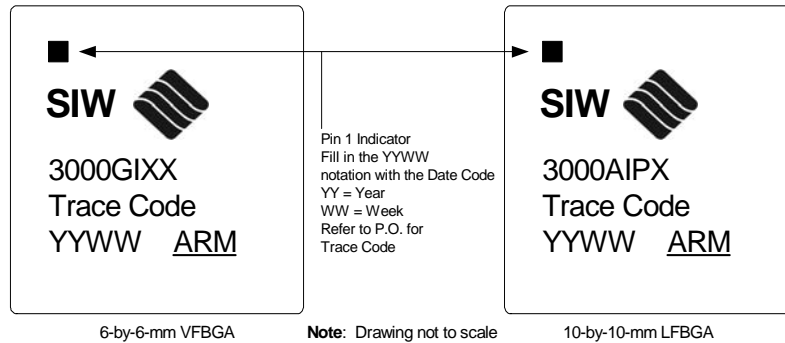 SIW
3000GIXX
Trace Code
YYWW ARM
Pin 1 Indicator
Fill in the YYWW
notation with the Date Code
YY = Year
WW = Week
Refer to P.O. for
Trace Code
SIW
3000AIPX
Trace Code
YYWW ARM
6-by-6-mm VFBGA
Note: Drawing not to scale
10-by-10-mm LFBGA